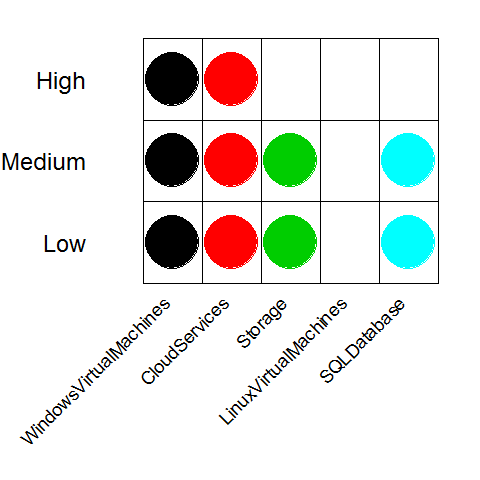 High
Medium
Low
WindowsVirtualMachines
CloudServices
Storage
LinuxVirtualMachines
SQLDatabase